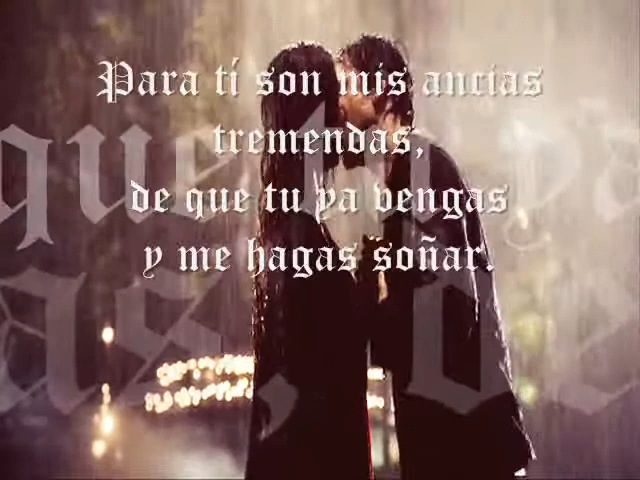 Para tí son mis ancias
tremendas,
de que tu ya vengas
y me hagas soñar.